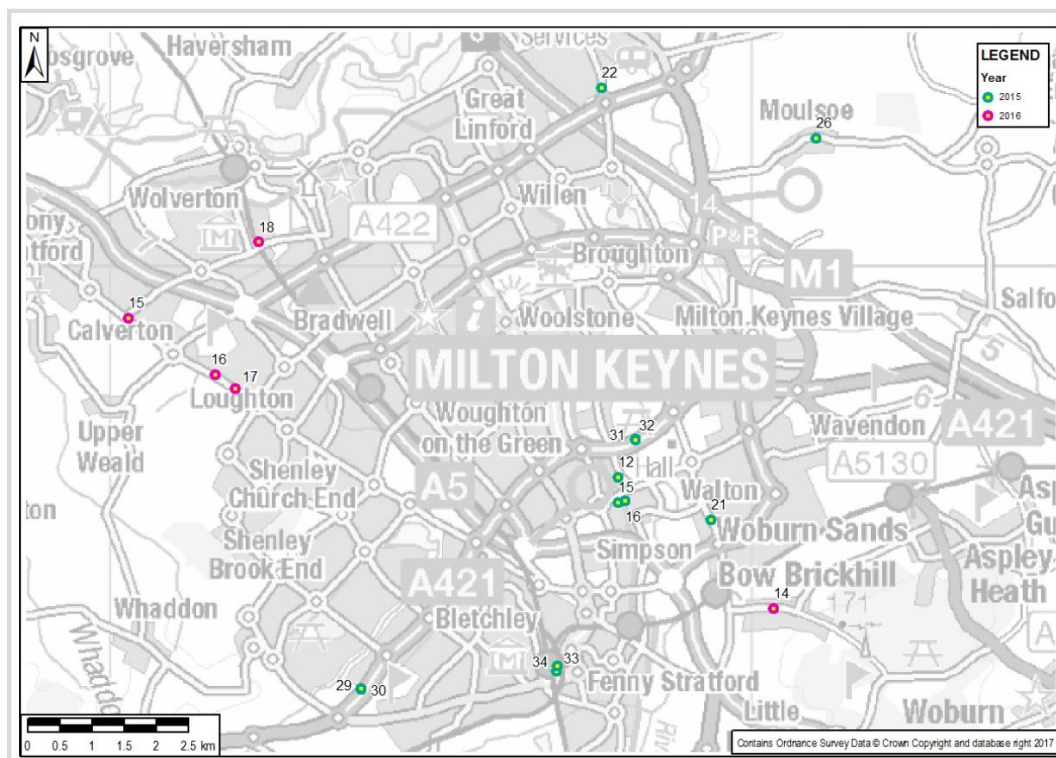 N
osgrove
Haversham
Services
22
LEGEND
Year
2015
2016
Great
Linford
Moulsoe
26
Wolverton
18
A422
Willen
14
P&R
ony
tford
Broughton
M1
15
Calverton
Bradwell
i
Woolstone
Milton Keynes Village
Salfo
5
16
17
Loughton
MILTON KEYNES
6
Upper
Weald
Woughton
on the Green
31
32
Wavendon
A421
A5130
Shenley
Church End
A5
12
Hall
15
16
Walton
21
ton
Shenley
Brook End
Simpson
Woburn Sands
Aspley
Heath
Whaddon
A421
Bletchley
Bow Brickhill
14
171
A
Whaddo
34
33
29
30
Fenny Stratford
Little
Woburn
0 0.5 1 1.5 2 2.5 km
Contains Ordnance Survey Data © Crown Copyright and database right 2017